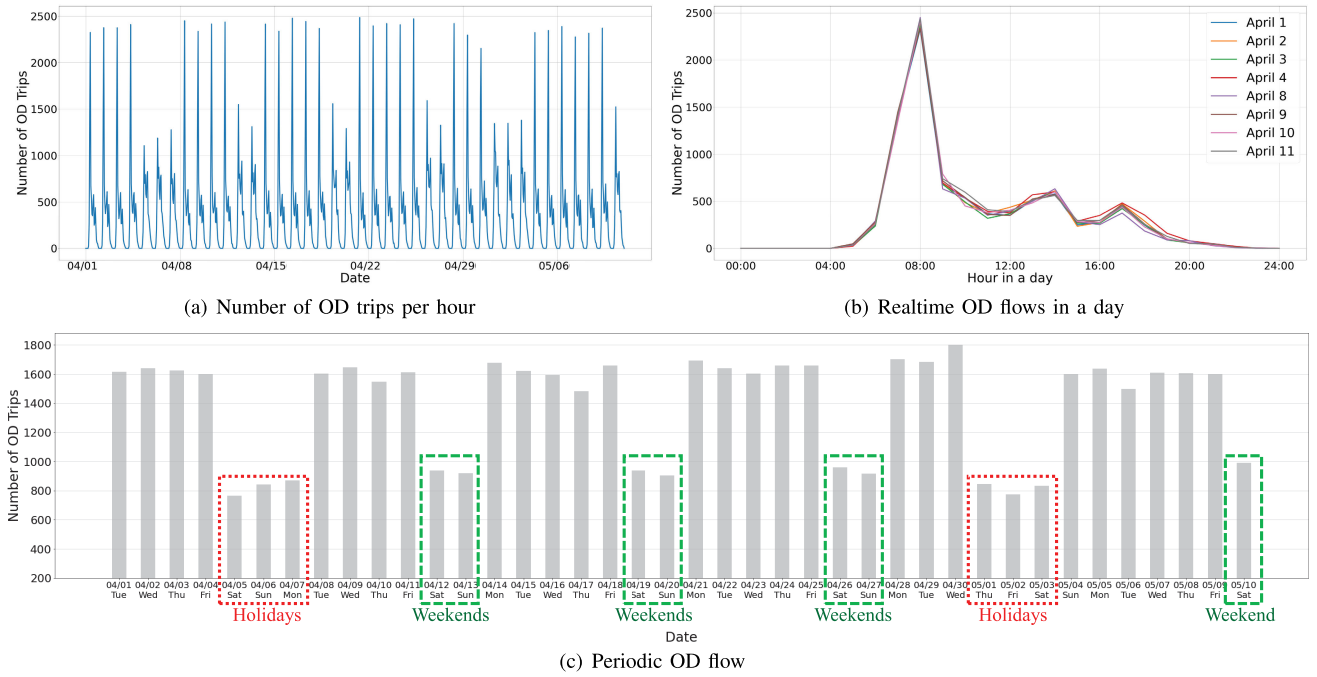 Number of OD Trips
2500
2000
1500
1000
500
0
04/01 04/08 04/15 04/22 04/29 05/06
Date
(a) Number of OD trips per hour
Number of OD Trips
2500
2000
1500
1000
500
0
00:00 04:00 08:00 12:00 16:00 20:00 24:00
Hour in a day
April 1
April 2
April 3
April 4
April 8
April 9
April 10
April 11
(b) Realtime OD flows in a day
Number of OD Trips
1800
1600
1400
1200
1000
800
600
400
200
04/01 04/02 04/03 04/04 04/05 04/06 04/07 04/08 04/09 04/10 04/11 04/12 04/13 04/14 04/15 04/16 04/17 04/18 04/19 04/20 04/21 04/22 04/23 04/24 04/25 04/26 04/27 04/28 04/29 04/30 05/01 05/02 05/03 05/04 05/05 05/06 05/07 05/08 05/09 05/10
Tue Wed Thu Fri Sat Sun Mon Tue Wed Thu Fri Sat Sun Mon Tue Wed Thu Fri Sat Sun Mon Tue Wed Thu Fri Sat Sun Mon Tue Wed Thu Fri Sat Sun Mon Tue Wed Thu Fri Sat
Holidays Weekends Weekends Weekends Holidays Weekend
Date
(c) Periodic OD flow